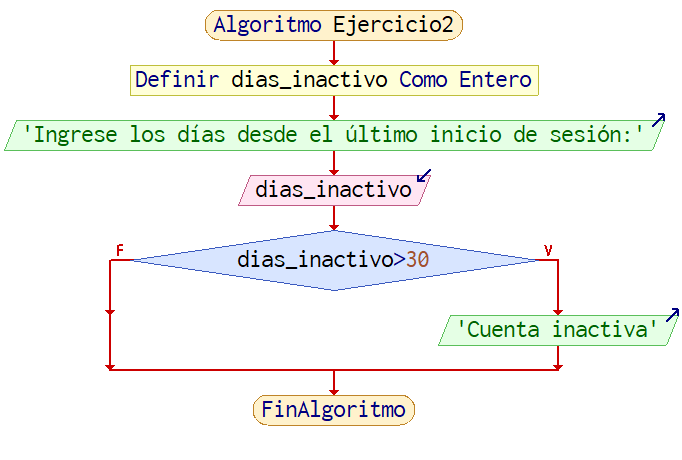 Algoritmo Ejercicio2
Definir dias_inactivo Como Entero
'Ingrese los días desde el último inicio de sesión:'
dias_inactivo
F
dias_inactivo>30
V
'Cuenta inactiva'
FinAlgoritmo